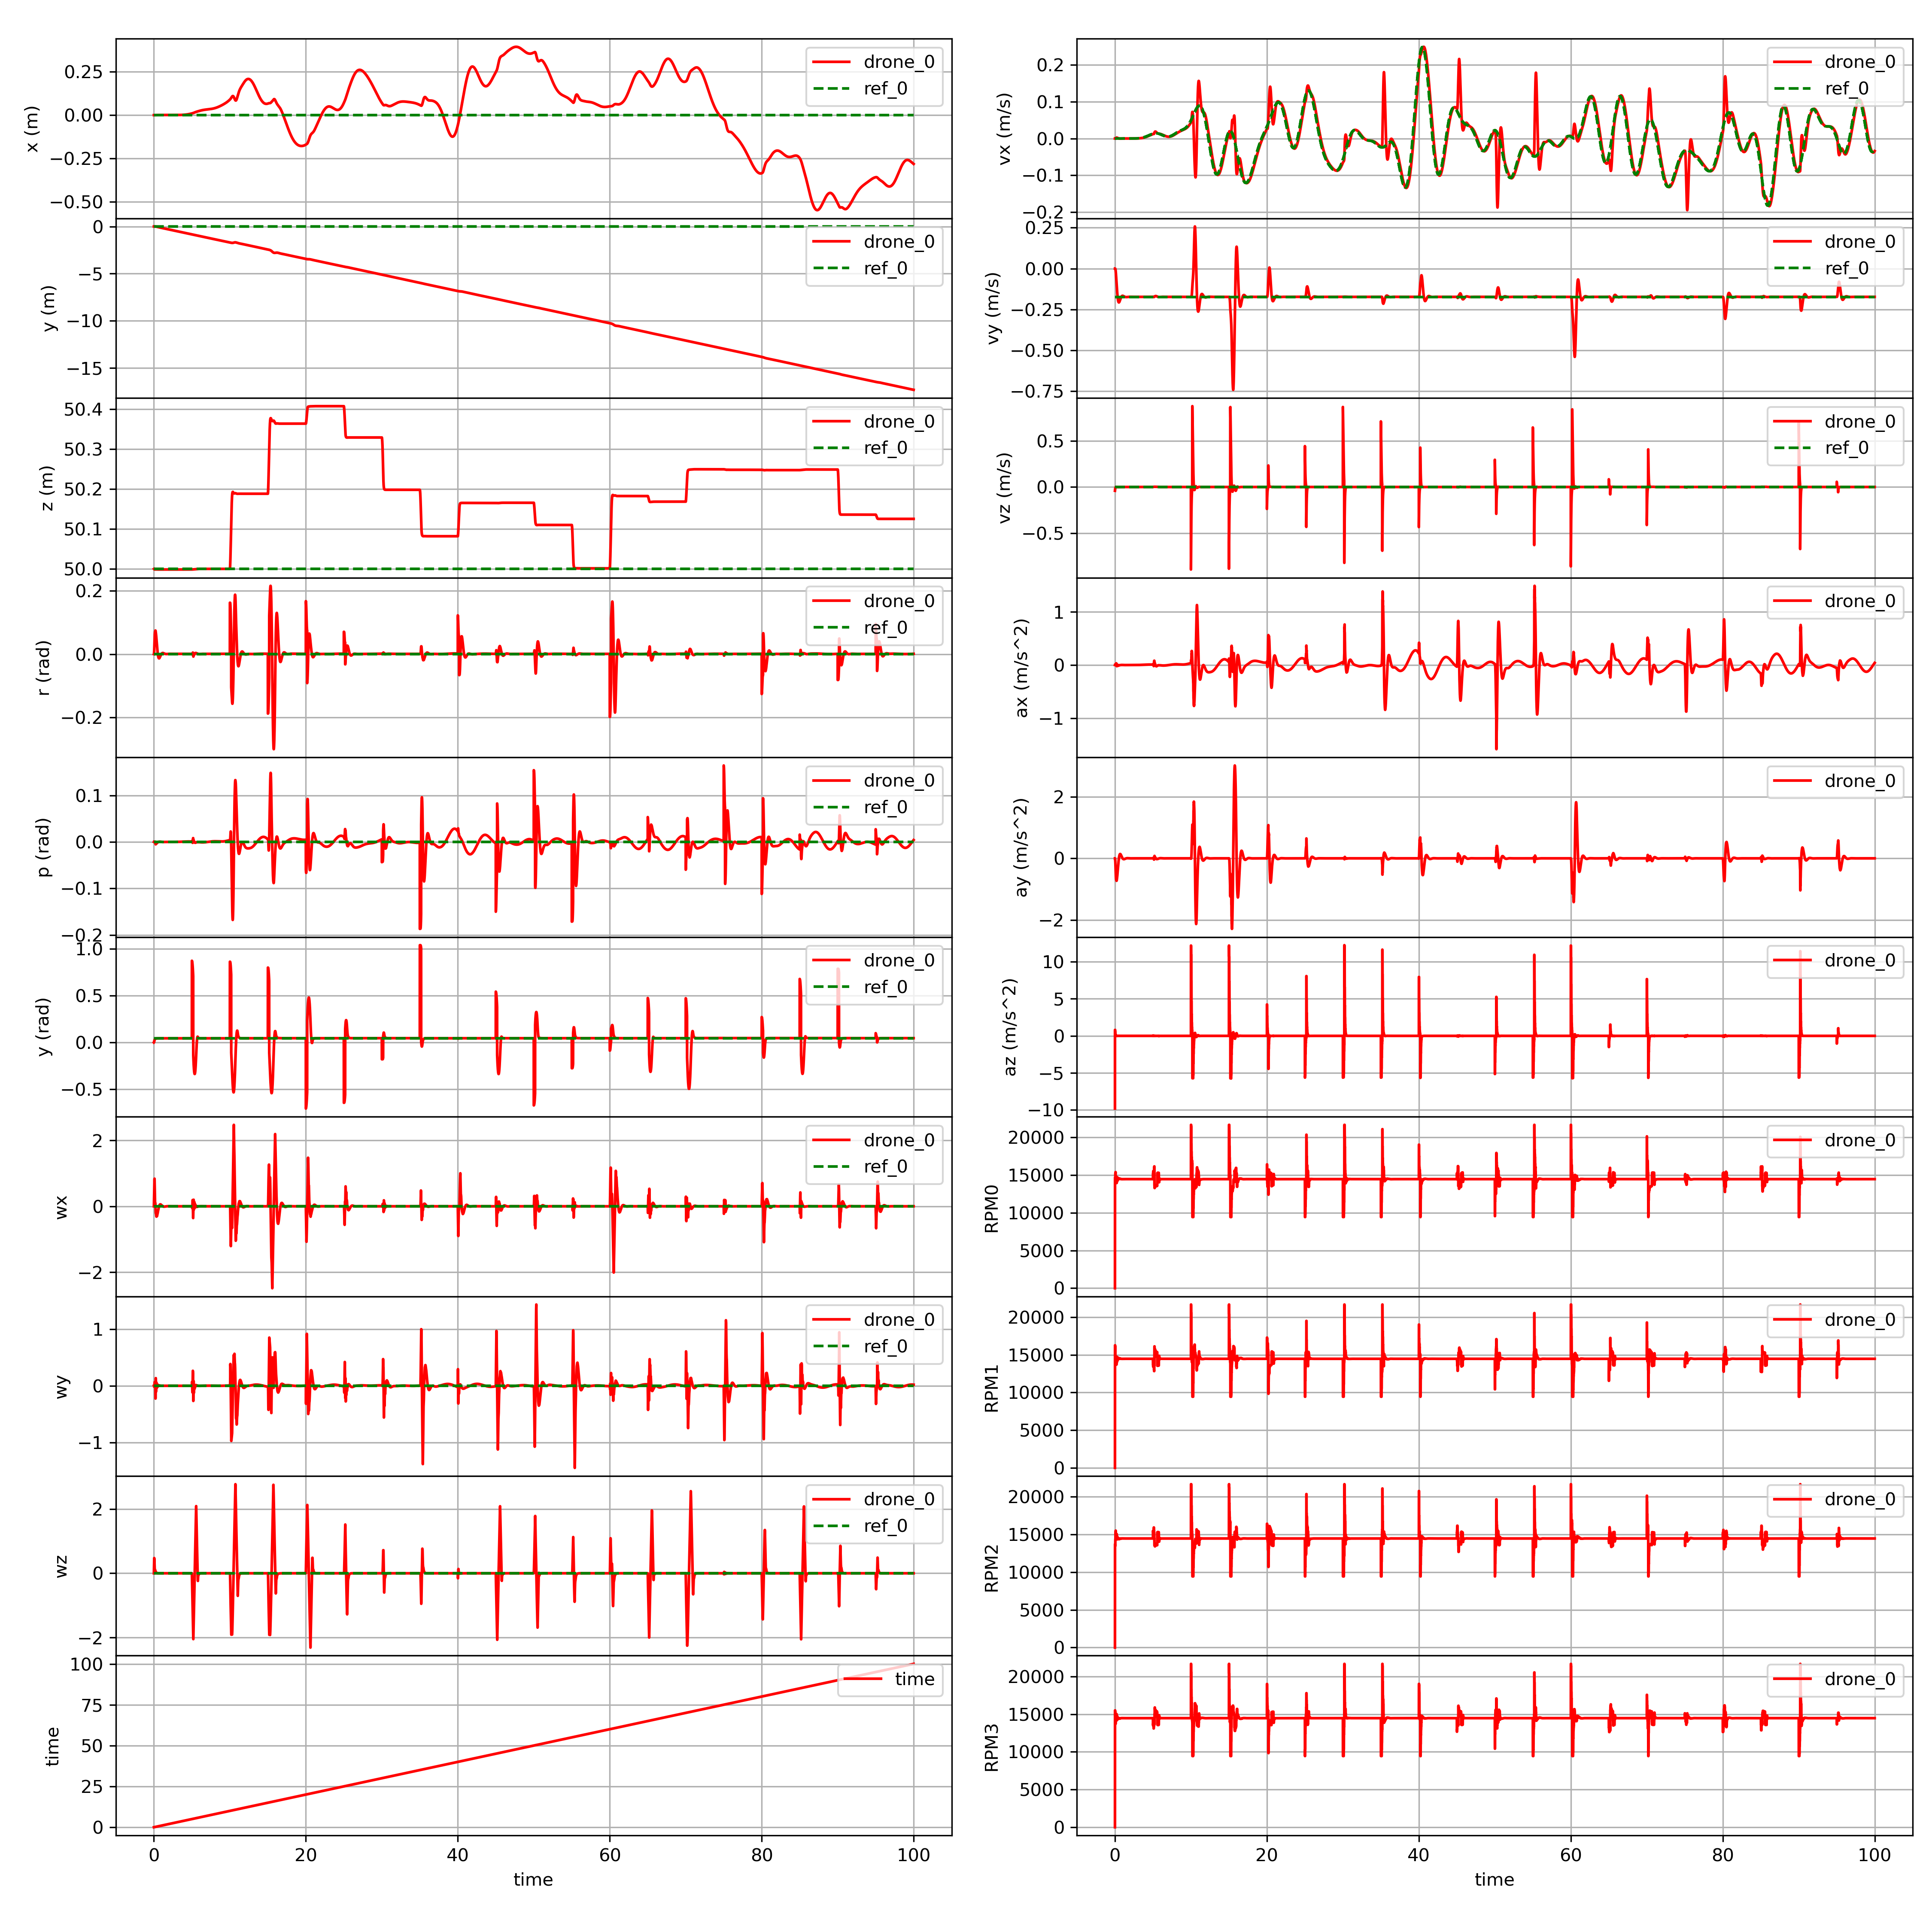 x (m)
0.25
0.00
−0.25
−0.50
drone_0
ref_0
y (m)
0
−5
−10
−15
drone_0
ref_0
z (m)
50.4
50.3
50.2
50.1
50.0
drone_0
ref_0
r (rad)
0.2
0.0
−0.2
drone_0
ref_0
p (rad)
0.1
0.0
−0.1
−0.2
drone_0
ref_0
y (rad)
1.0
0.5
0.0
−0.5
drone_0
ref_0
wx
2
0
−2
drone_0
ref_0
wy
1
0
−1
drone_0
ref_0
wz
2
0
−2
drone_0
ref_0
time
100
75
50
25
0
time
0 20 40 60 80 100
time
vx (m/s)
0.2
0.1
0.0
−0.1
−0.2
drone_0
ref_0
vy (m/s)
0.25
0.00
−0.25
−0.50
−0.75
drone_0
ref_0
vz (m/s)
0.5
0.0
−0.5
drone_0
ref_0
ax (m/s^2)
1
0
−1
drone_0
ay (m/s^2)
2
0
−2
drone_0
az (m/s^2)
10
5
0
−5
−10
drone_0
RPM0
20000
15000
10000
5000
0
drone_0
RPM1
20000
15000
10000
5000
0
drone_0
RPM2
20000
15000
10000
5000
0
drone_0
RPM3
20000
15000
10000
5000
0
drone_0
0 20 40 60 80 100
time